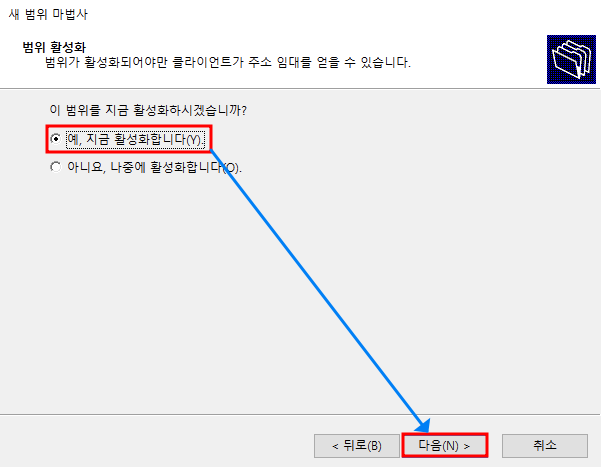 새 범위 마법사
범위 활성화
범위가 활성화되어야만 클라이언트가 주소 임대를 얻을 수 있습니다.
이 범위를 지금 활성화하시겠습니까?
예, 지금 활성화합니다(Y).
아니요, 나중에 활성화합니다(O).
< 뒤로(B) 다음(N) > 취소